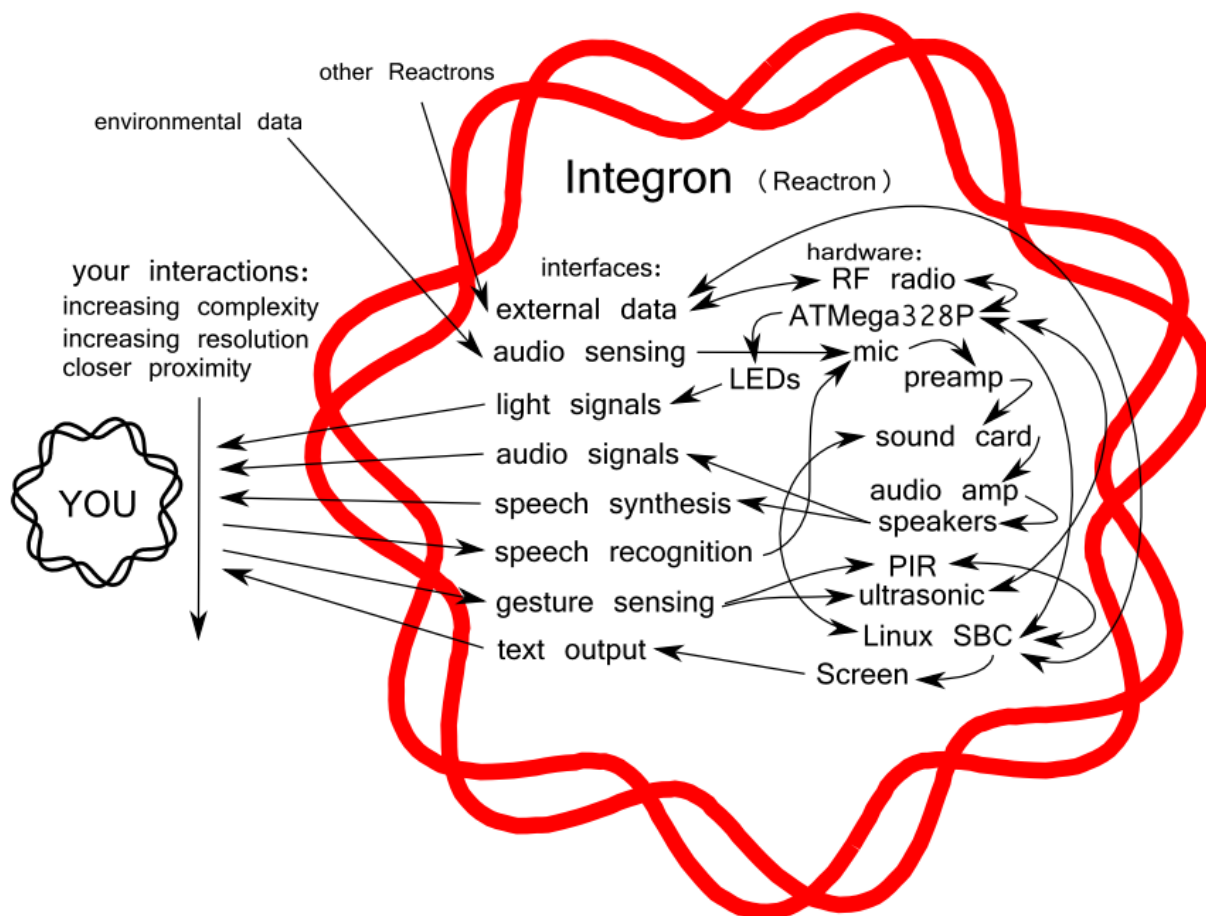 other Reactrons
environmental data
Integron (Reactron)
your interactions:
increasing complexity
increasing resolution
closer proximity
YOU
interfaces:
external data
audio sensing
light signals
audio signals
speech synthesis
speech recognition
gesture sensing
text output
hardware:
RF radio
ATMega328P
mic
LEDs
preamp
sound card
audio amp
speakers
PIR
ultrasonic
Linux SBC
Screen